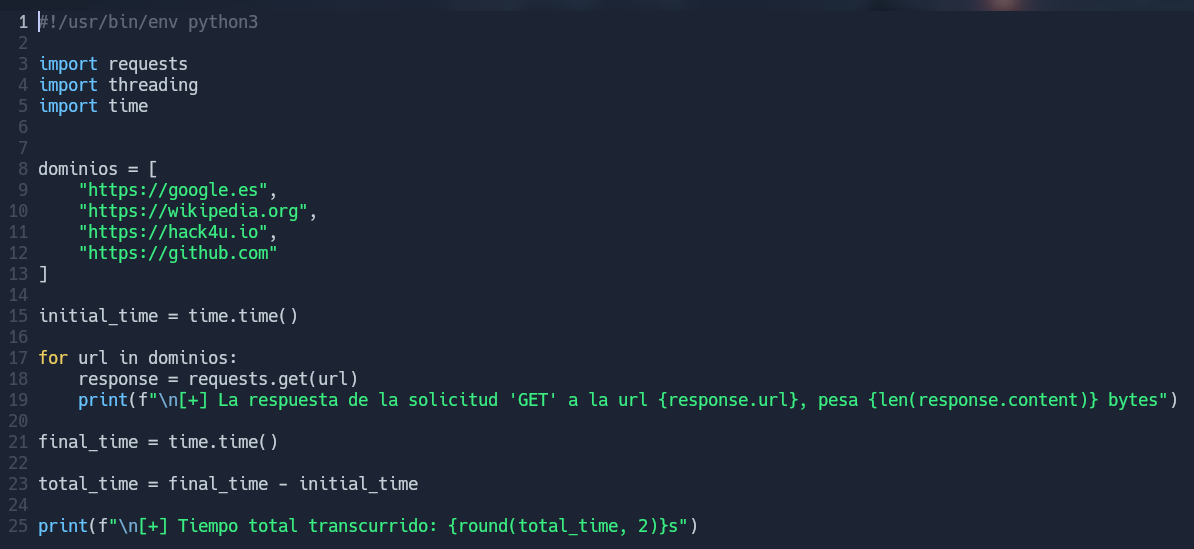 1 #!/usr/bin/env python3
2
3 import requests
4 import threading
5 import time
6
7
8 dominios = [
9     "https://google.es",
10     "https://wikipedia.org",
11     "https://hack4u.io",
12     "https://github.com"
13 ]
14
15 initial_time = time.time()
16
17 for url in dominios:
18     response = requests.get(url)
19     print(f"\n[+] La respuesta de la solicitud 'GET' a la url {response.url}, pesa {len(response.content)} bytes")
20
21 final_time = time.time()
22
23 total_time = final_time - initial_time
24
25 print(f"\n[+] Tiempo total transcurrido: {round(total_time, 2)}s")